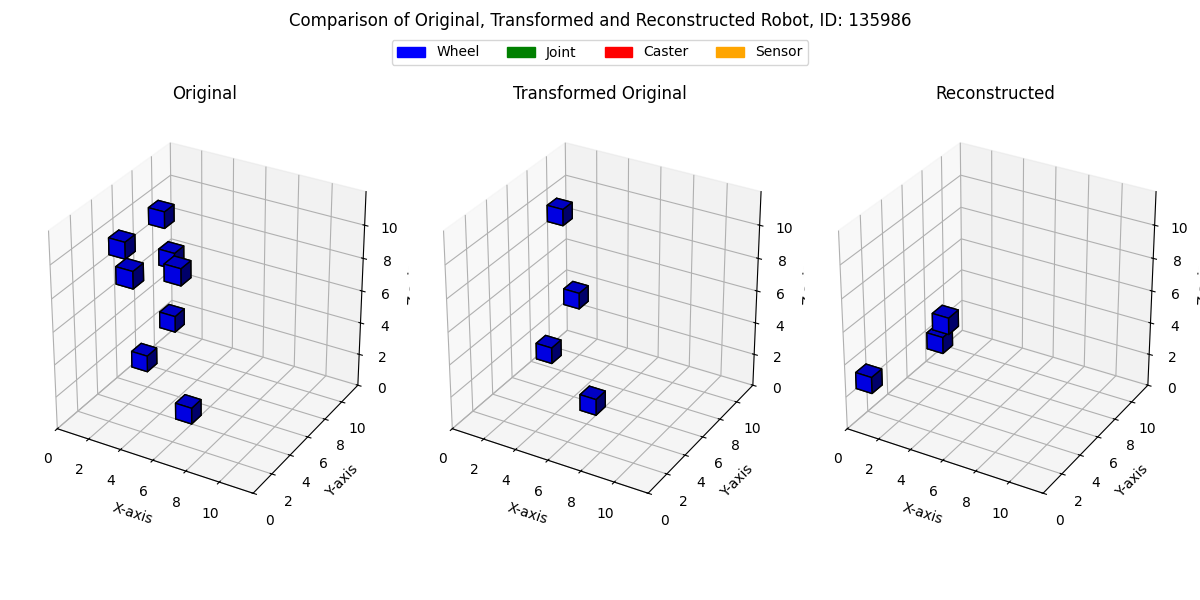 Comparison of Original, Transformed and Reconstructed Robot, ID: 135986
Wheel Joint Caster Sensor
Original
Transformed Original
Reconstructed
0 2 4 6 8 10
X-axis
0 2 4 6 8 10
Y-axis
0 2 4 6 8 10
0 2 4 6 8 10
X-axis
0 2 4 6 8 10
Y-axis
0 2 4 6 8 10
0 2 4 6 8 10
X-axis
0 2 4 6 8 10
Y-axis
0 2 4 6 8 10